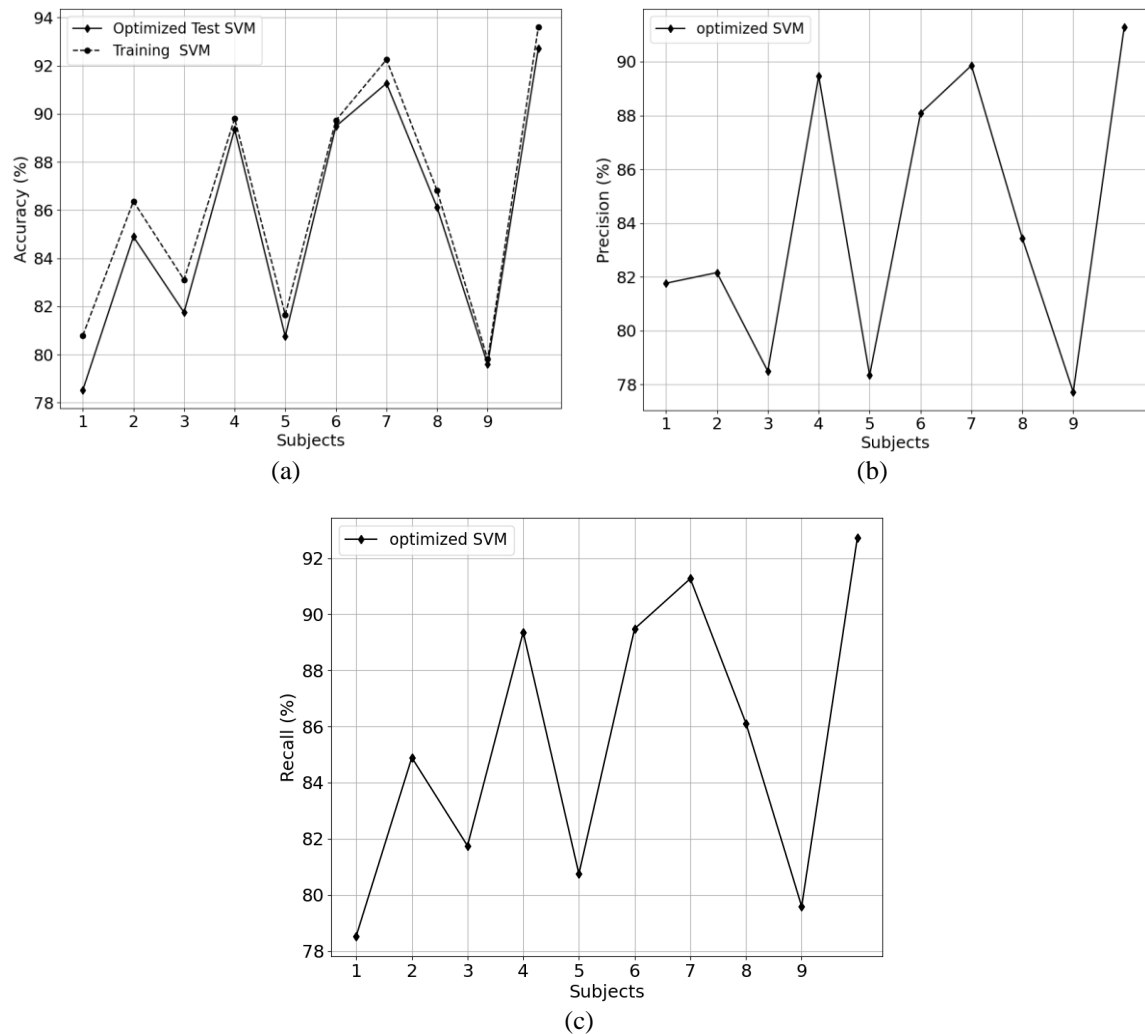 Optimized Test SVM
Training SVM
94
92
90
88
86
84
82
80
78
Accuracy (%)
1 2 3 4 5 6 7 8 9
Subjects
(a)
optimized SVM
90
88
86
84
82
80
78
Precision (%)
1 2 3 4 5 6 7 8 9
Subjects
(b)
optimized SVM
92
90
88
86
84
82
80
78
Recall (%)
1 2 3 4 5 6 7 8 9
Subjects
(c)